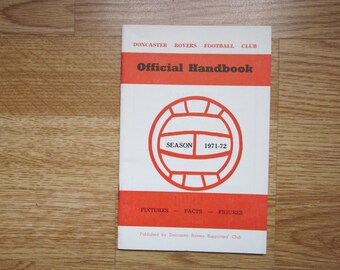 DONCASTER ROVERS FOOTBALL CLUB
Official Handbook
SEASON 1971-72
FIXTURES — FACTS — FIGURES
Published by Doncaster Rovers Supporters' Club